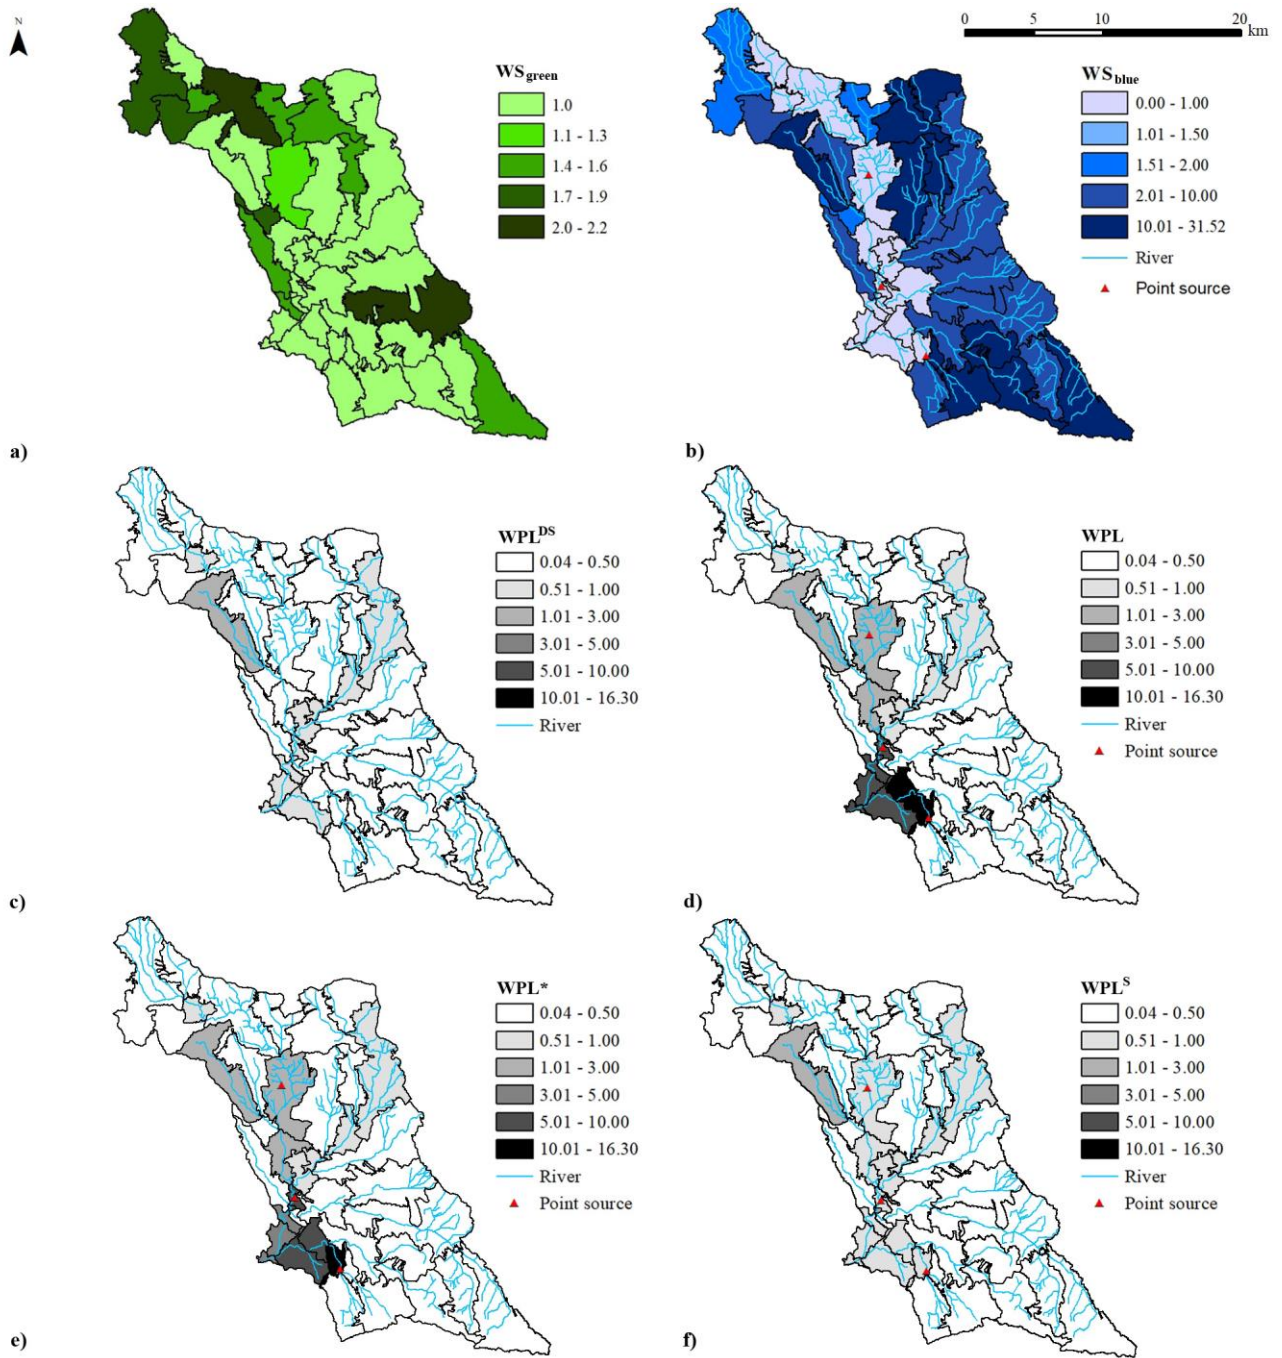 N
WSgreen
1.0
1.1 - 1.3
1.4 - 1.6
1.7 - 1.9
2.0 - 2.2
a)
0 5 10 20
km
WSblue
0.00 - 1.00
1.01 - 1.50
1.51 - 2.00
2.01 - 10.00
10.01 - 31.52
River
Point source
b)
WPL^DS
0.04 - 0.50
0.51 - 1.00
1.01 - 3.00
3.01 - 5.00
5.01 - 10.00
10.01 - 16.30
River
c)
WPL
0.04 - 0.50
0.51 - 1.00
1.01 - 3.00
3.01 - 5.00
5.01 - 10.00
10.01 - 16.30
River
Point source
d)
WPL*
0.04 - 0.50
0.51 - 1.00
1.01 - 3.00
3.01 - 5.00
5.01 - 10.00
10.01 - 16.30
River
Point source
e)
WPL^S
0.04 - 0.50
0.51 - 1.00
1.01 - 3.00
3.01 - 5.00
5.01 - 10.00
10.01 - 16.30
River
Point source
f)